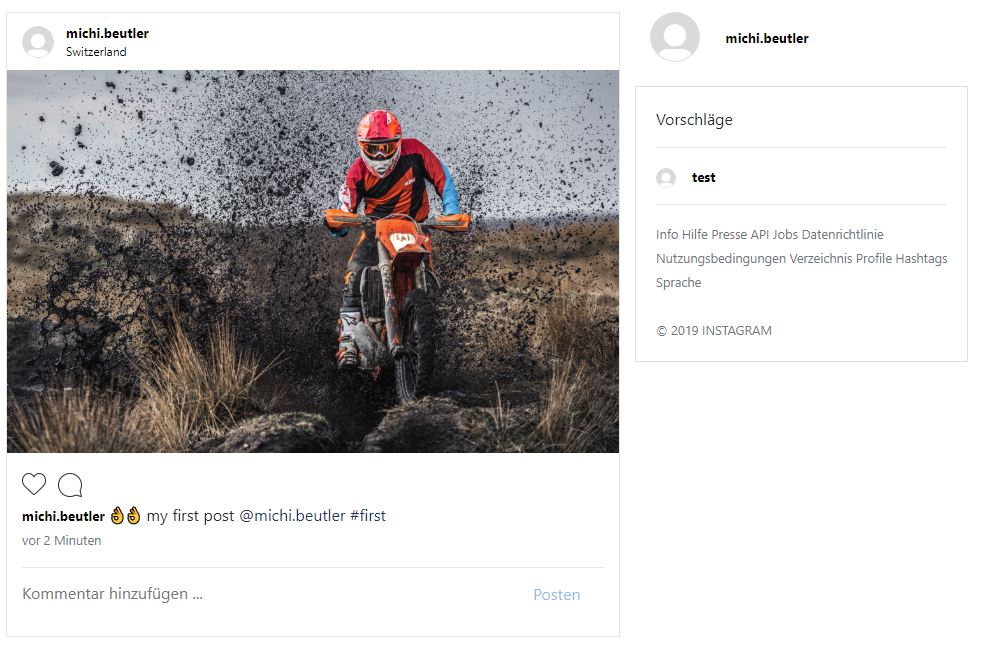 michi.beutler
Switzerland
michi.beutler 👌👌 my first post @michi.beutler #first
vor 2 Minuten
Kommentar hinzufügen ...
Posten
michi.beutler
Vorschläge
test
Info Hilfe Presse API Jobs Datenrichtlinie
Nutzungsbedingungen Verzeichnis Profile Hashtags
Sprache
© 2019 INSTAGRAM